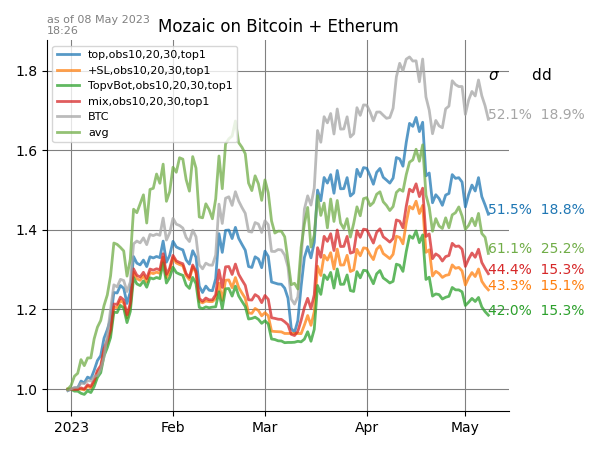 as of 08 May 2023
18:26
Mozaic on Bitcoin + Etherum
top,obs10,20,30,top1
+SL,obs10,20,30,top1
TopvBot,obs10,20,30,top1
mix,obs10,20,30,top1
BTC
avg
σ dd
52.1% 18.9%
51.5% 18.8%
61.1% 25.2%
44.4% 15.3%
43.3% 15.1%
42.0% 15.3%
1.8
1.6
1.4
1.2
1.0
2023 Feb Mar Apr May